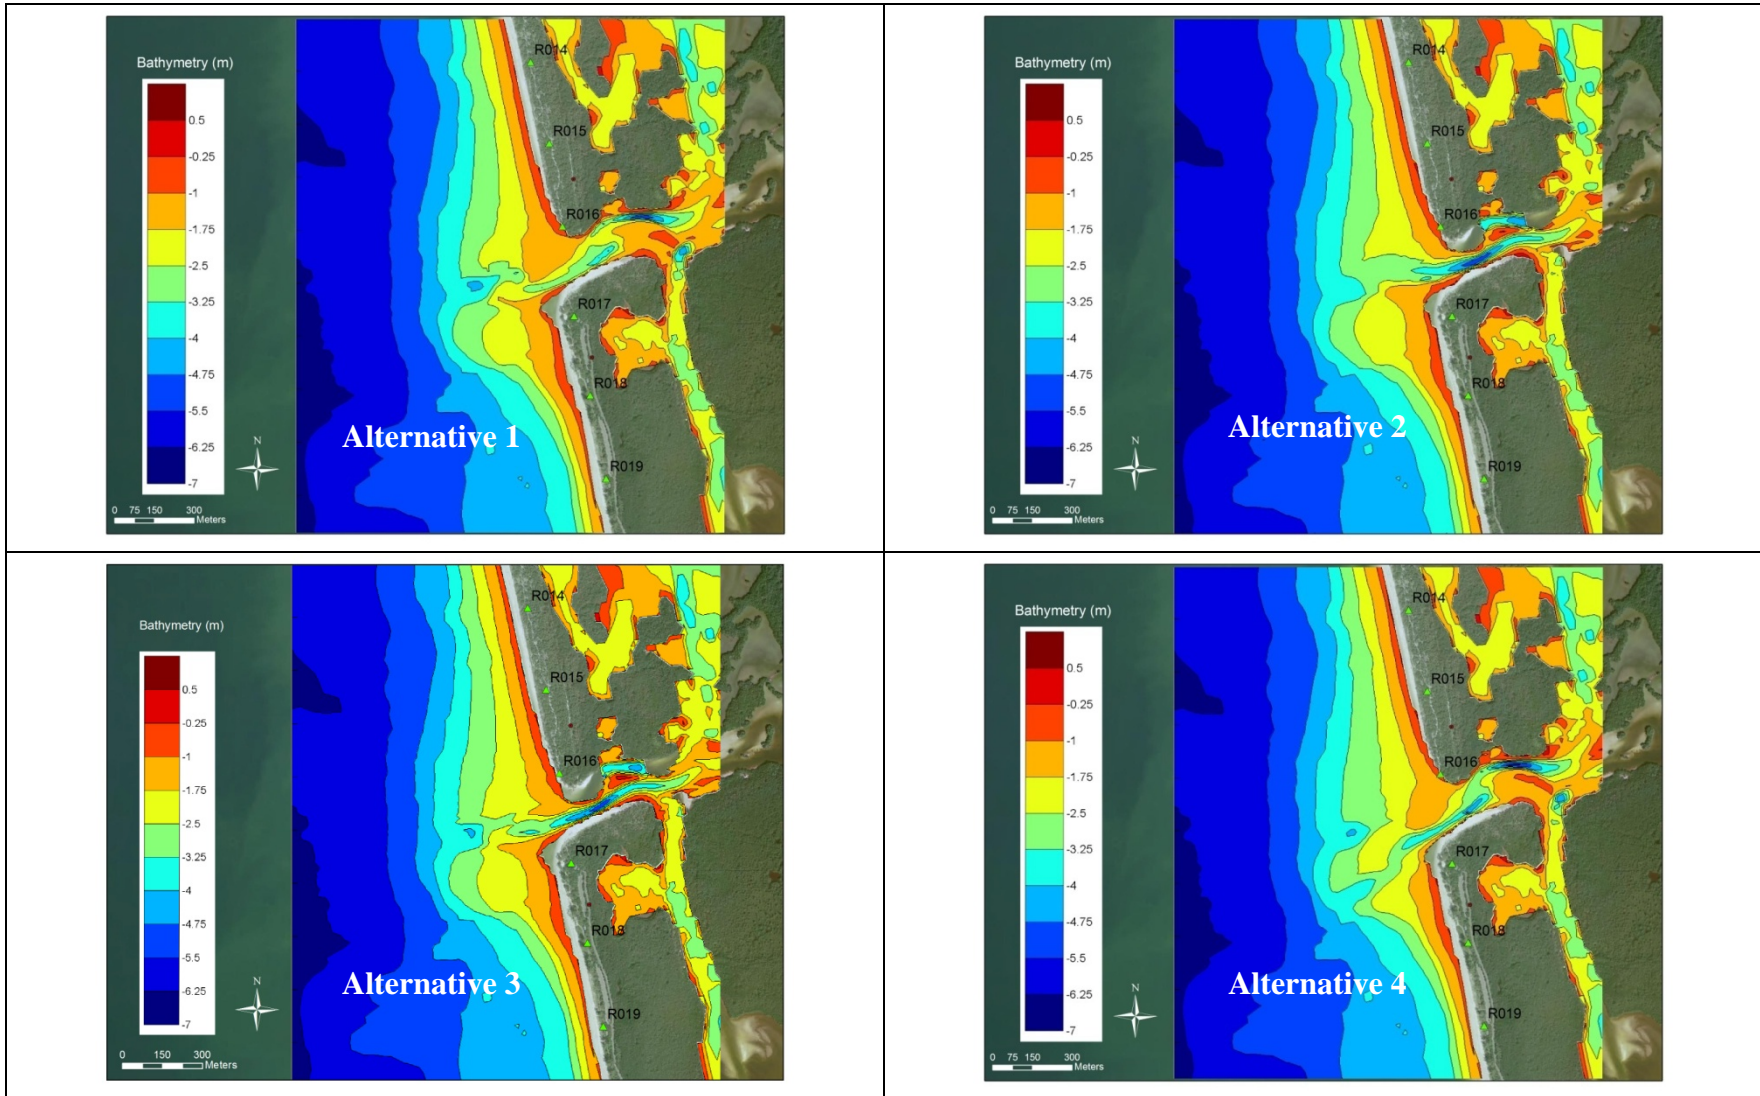 Bathymetry (m)
0.5
-0.25
-1
-1.75
-2.5
-3.25
-4
-4.75
-5.5
-6.25
-7
N
0 75 150 300
Meters
R014
R015
R016
R017
R018
R019
Alternative 1
Bathymetry (m)
0.5
-0.25
-1
-1.75
-2.5
-3.25
-4
-4.75
-5.5
-6.25
-7
N
0 75 150 300
Meters
R014
R015
R016
R017
R018
R019
Alternative 2
Bathymetry (m)
0.5
-0.25
-1
-1.75
-2.5
-3.25
-4
-4.75
-5.5
-6.25
-7
N
0 150 300
Meters
R014
R015
R016
R017
R018
R019
Alternative 3
Bathymetry (m)
0.5
-0.25
-1
-1.75
-2.5
-3.25
-4
-4.75
-5.5
-6.25
-7
N
0 75 150 300
Meters
R014
R015
R016
R017
R018
R019
Alternative 4